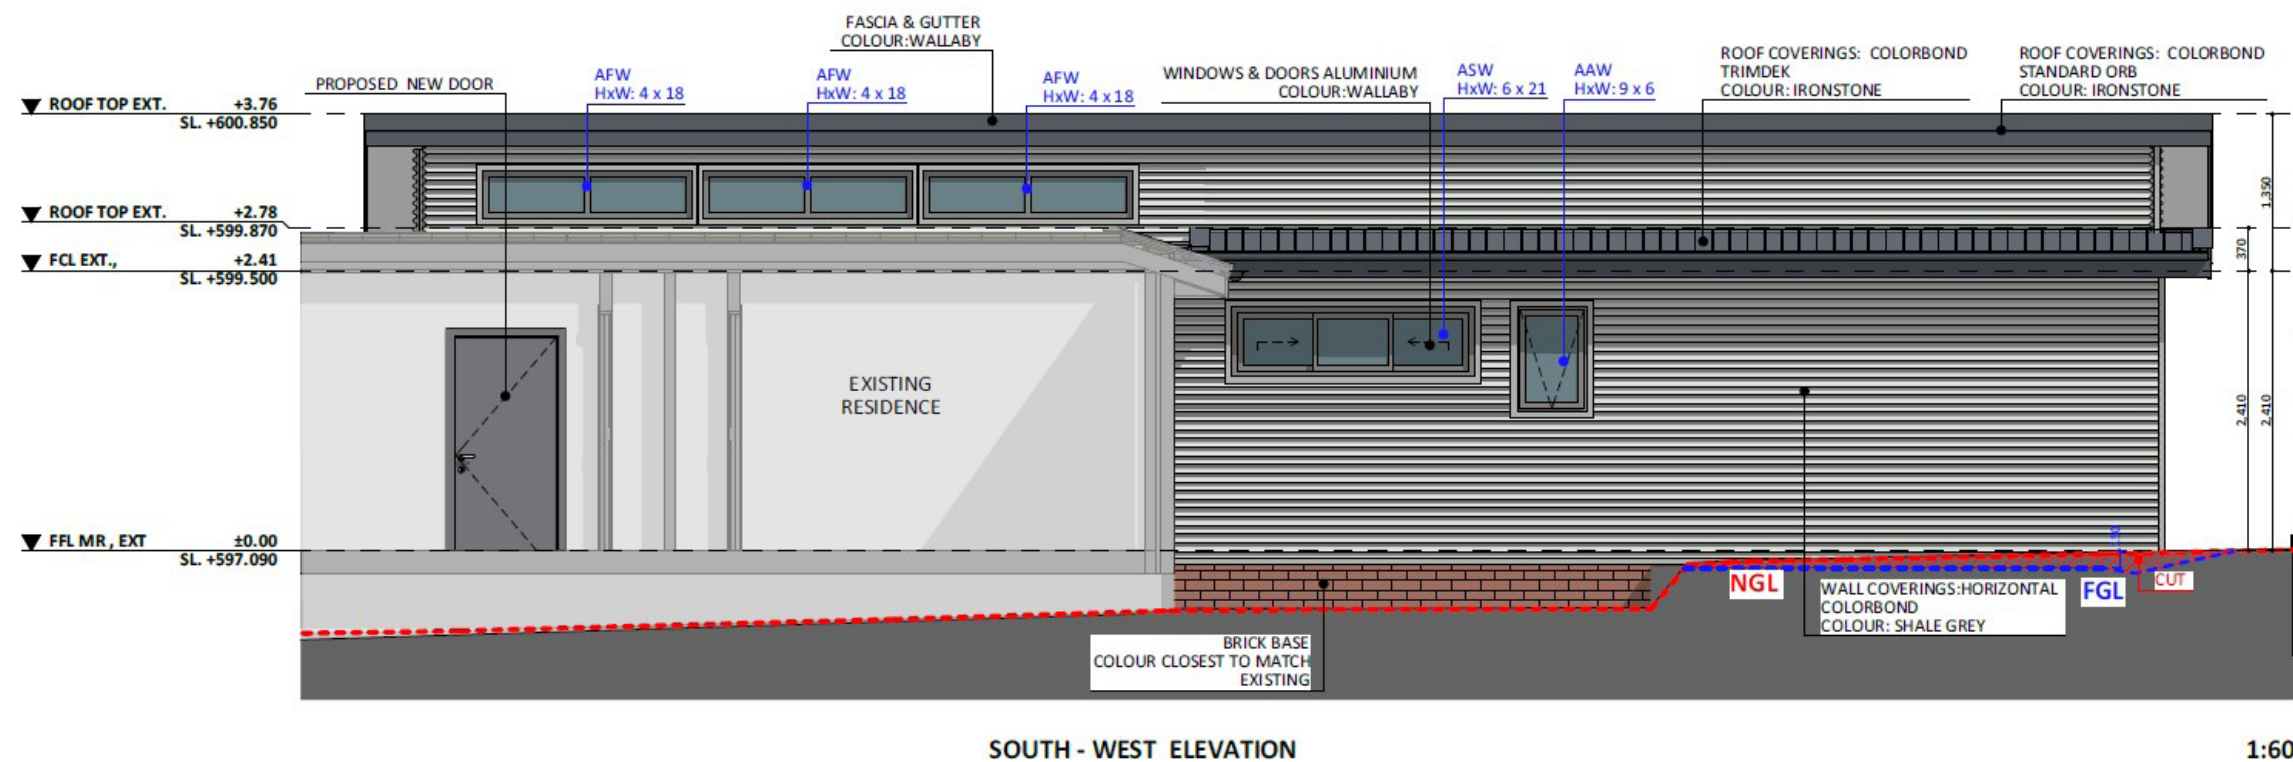 FASCIA & GUTTER
COLOUR:WALLABY
PROPOSED NEW DOOR
AFW
HxW: 4 x 18
AFW
HxW: 4 x 18
AFW
HxW: 4 x 18
WINDOWS & DOORS ALUMINIUM
COLOUR:WALLABY
ASW
HxW: 6 x 21
AAW
HxW: 9 x 6
ROOF COVERINGS: COLORBOND
TRIMDEK
COLOUR: IRONSTONE
ROOF COVERINGS: COLORBOND
STANDARD ORB
COLOUR: IRONSTONE
ROOF TOP EXT. +3.76
SL. +600.850
ROOF TOP EXT. +2.78
SL. +599.870
FCL EXT., +2.41
SL. +599.500
1,350
370
2,410
2,410
EXISTING
RESIDENCE
FFL MR , EXT ±0.00
SL. +597.090
NGL
WALL COVERINGS:HORIZONTAL
COLORBOND
COLOUR: SHALE GREY
FGL
CUT
BRICK BASE
COLOUR CLOSEST TO MATCH
EXISTING
SOUTH - WEST ELEVATION
1:60